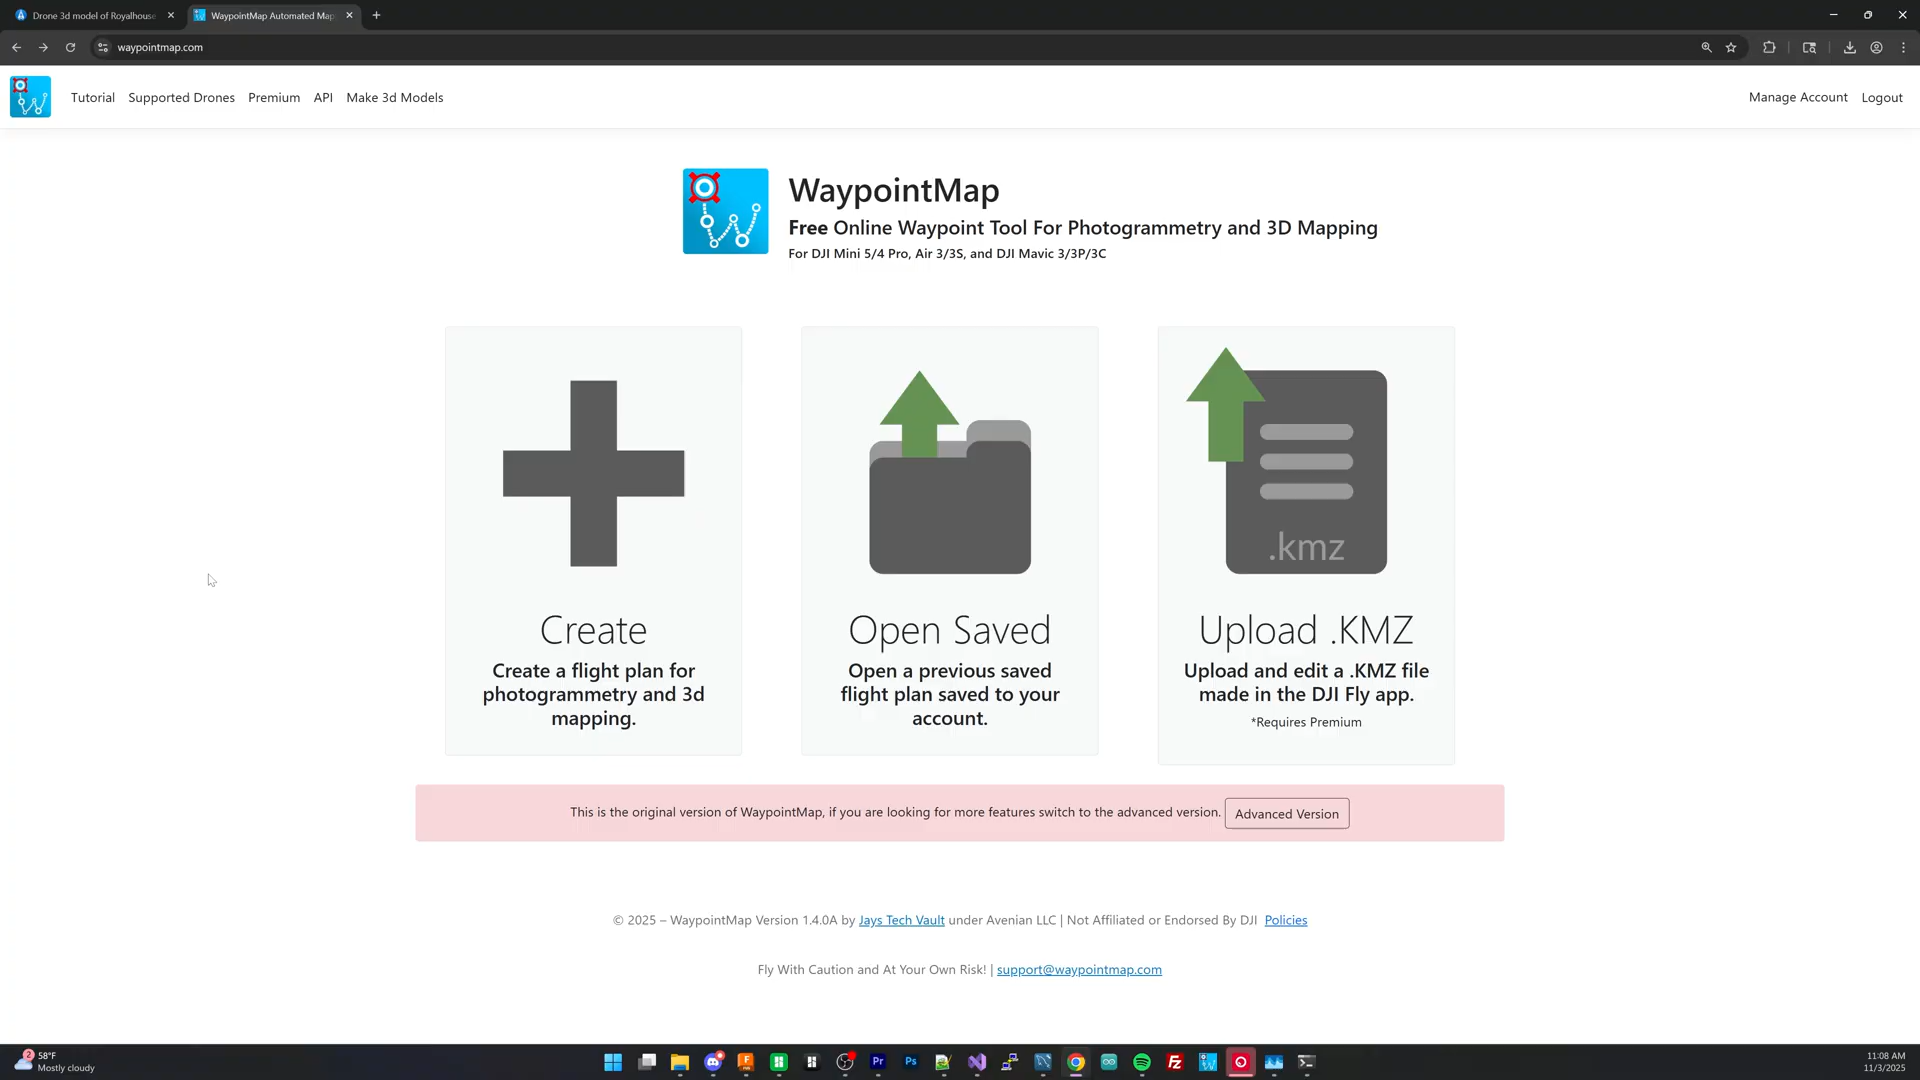 Drone 3d model of Royalhouse
WaypointMap Automated Map
waypointmap.com
Tutorial
Supported Drones
Premium
API
Make 3d Models
Manage Account
Logout
WaypointMap
Free Online Waypoint Tool For Photogrammetry and 3D Mapping
For DJI Mini 5/4 Pro, Air 3/3S, and DJI Mavic 3/3P/3C
Create
Create a flight plan for
photogrammetry and 3d
mapping.
Open Saved
Open a previous saved
flight plan saved to your
account.
.kmz
Upload .KMZ
Upload and edit a .KMZ file
made in the DJI Fly app.
*Requires Premium
This is the original version of WaypointMap, if you are looking for more features switch to the advanced version. Advanced Version
© 2025 – WaypointMap Version 1.4.0A by Jays Tech Vault under Avenian LLC | Not Affiliated or Endorsed By DJI Policies
Fly With Caution and At Your Own Risk! | support@waypointmap.com
2
58°F
Mostly cloudy
Pr
Ps
Fz
11:08 AM
11/3/2025